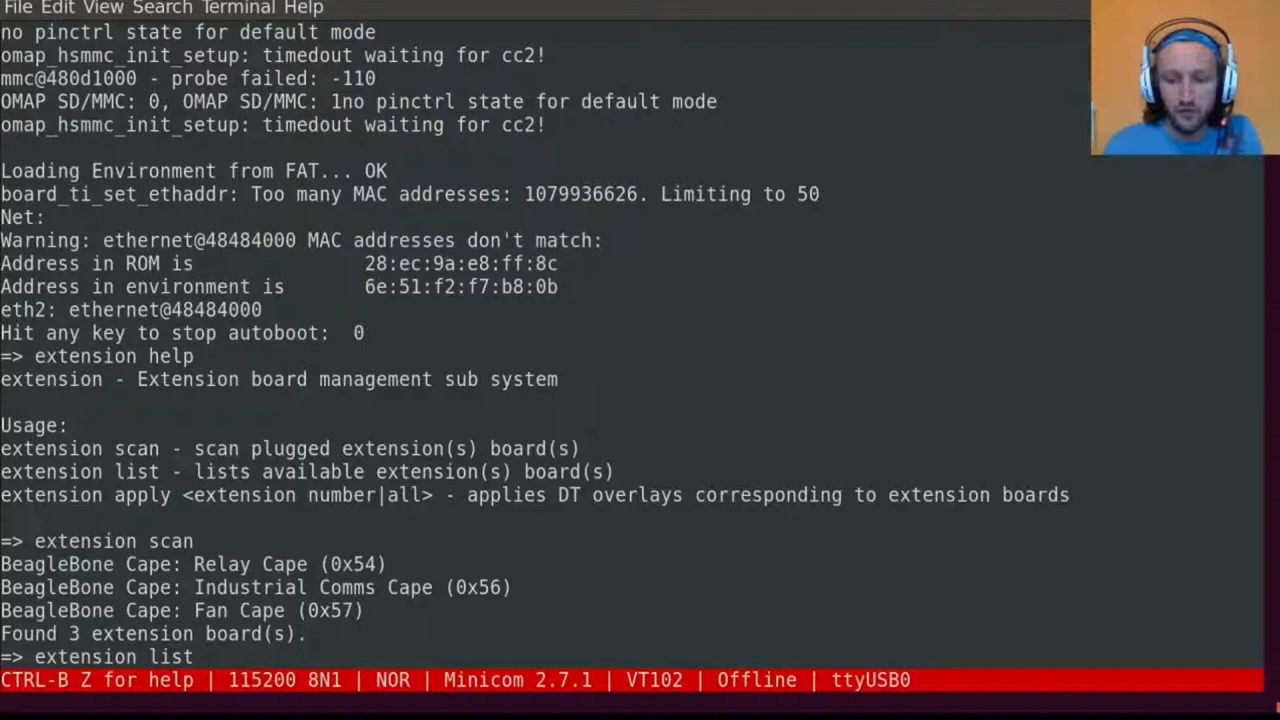 File Edit View Search Terminal Help
no pinctrl state for default mode
omap_hsmmc_init_setup: timedout waiting for cc2!
mmc@480d1000 - probe failed: -110
OMAP SD/MMC: 0, OMAP SD/MMC: 1no pinctrl state for default mode
omap_hsmmc_init_setup: timedout waiting for cc2!
Loading Environment from FAT... OK
board_ti_set_ethaddr: Too many MAC addresses: 1079936626. Limiting to 50
Net:
Warning: ethernet@48484000 MAC addresses don't match:
Address in ROM is 28:ec:9a:e8:ff:8c
Address in environment is 6e:51:f2:f7:b8:0b
eth2: ethernet@48484000
Hit any key to stop autoboot: 0
=> extension help
extension - Extension board management sub system
Usage:
extension scan - scan plugged extension(s) board(s)
extension list - lists available extension(s) board(s)
extension apply <extension number|all> - applies DT overlays corresponding to extension boards
=> extension scan
BeagleBone Cape: Relay Cape (0x54)
BeagleBone Cape: Industrial Comms Cape (0x56)
BeagleBone Cape: Fan Cape (0x57)
Found 3 extension board(s).
=> extension list
CTRL-B Z for help | 115200 8N1 | NOR | Minicom 2.7.1 | VT102 | Offline | ttyUSB0